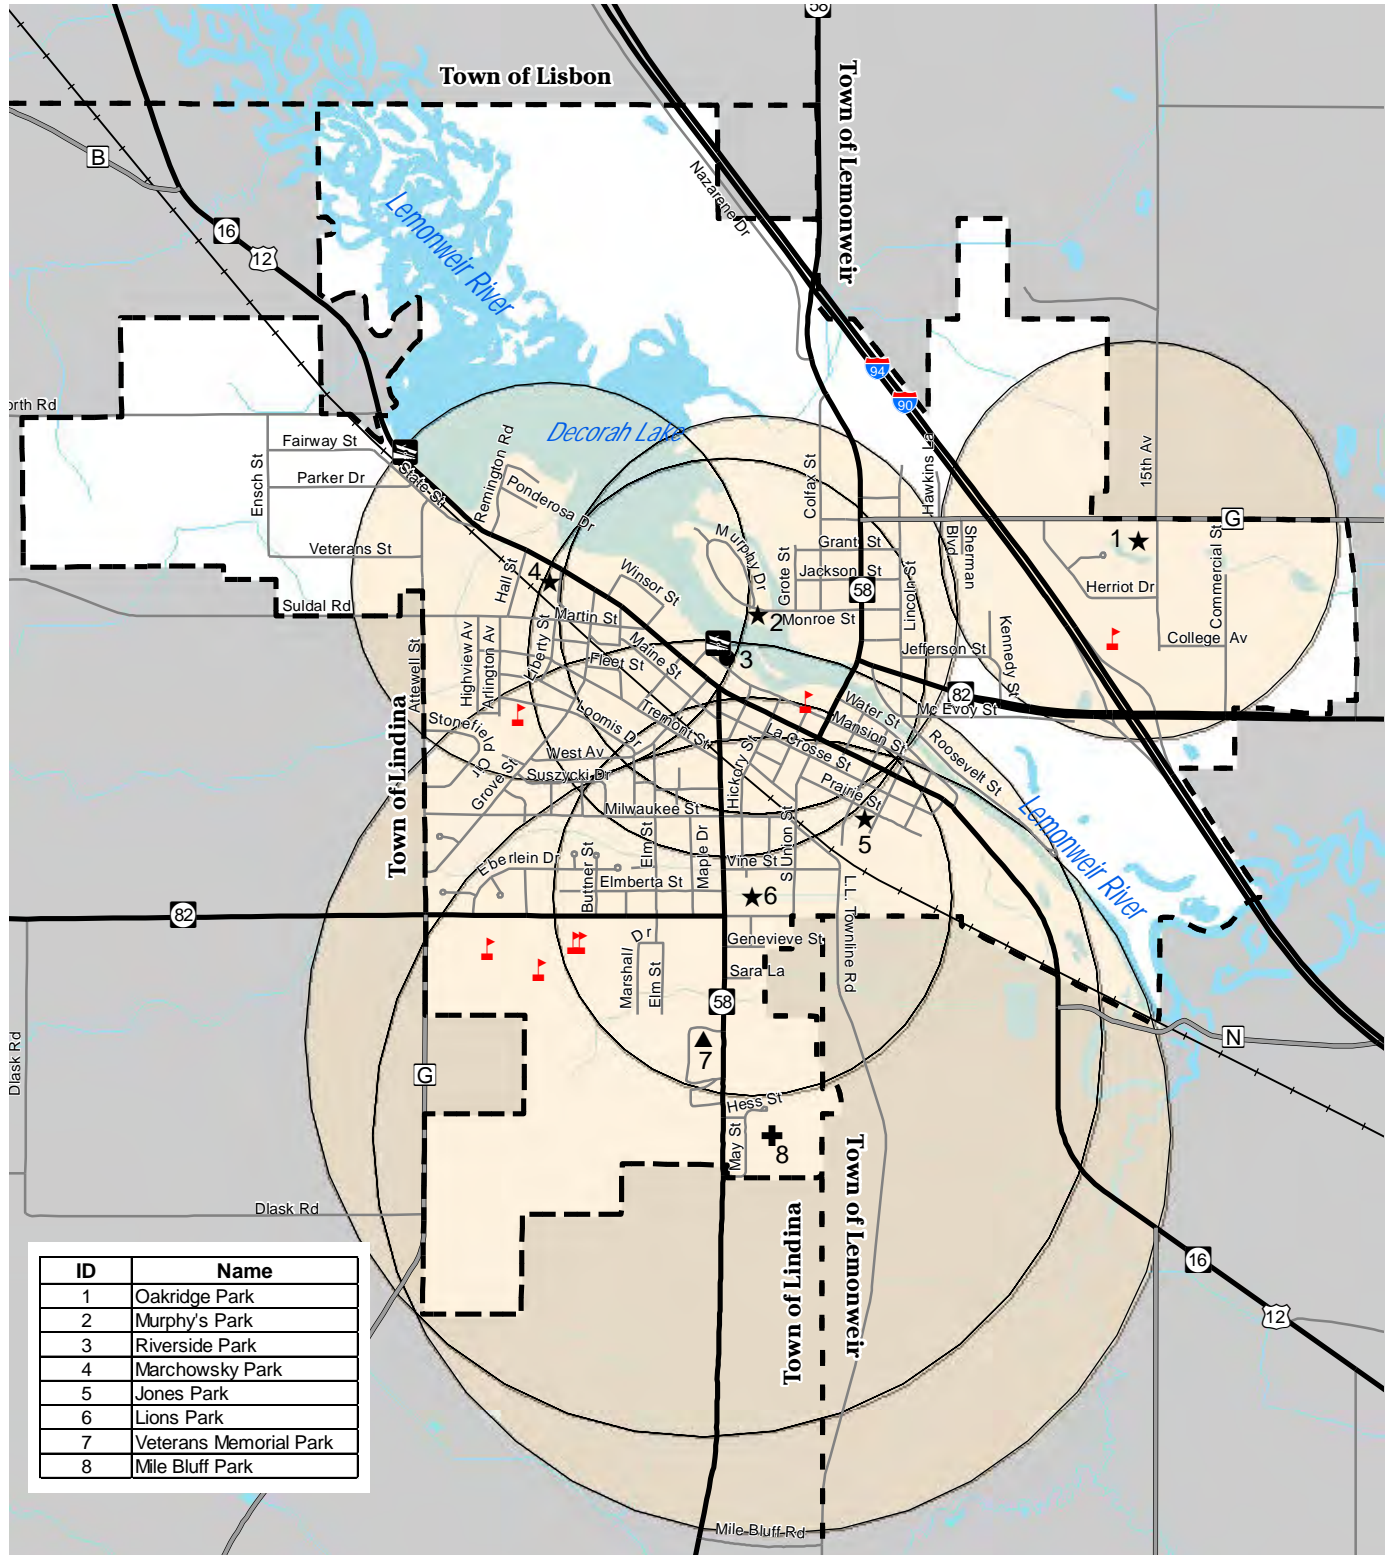 58
Town of Lisbon
Town of Lemonweir
B
Nazarene Dr
16
12
Lemonweir River
94
90
orth Rd
Fairway St
Ensch St
Parker Dr
State St
Remington Rd
Ponderosa Dr
Decorah Lake
Colfax St
Hawkins La
15th Av
G
Veterans St
Hall St
4
Winsor St
Murphy Dr
Grote St
Grant St
Jackson St
58
Lincoln St
Sherman Blvd
1
Herriot Dr
Commercial St
Suldal Rd
Martin St
2
Monroe St
College Av
Attewell St
Highview Av
Arlington Av
Liberty St
Fleet St
Maine St
3
Jefferson St
Kennedy St
82
Mc Evoy St
Town of Lindina
Stonefield Cir
Loomis Dr
Tremont St
Water St
Mansion St
La Crosse St
Roosevelt St
West Av
Suszycki Dr
Grove St
Hickory St
Prairie St
Milwaukee St
5
Lemonweir River
Eberlein Dr
Buttner St
Elm St
Maple Dr
Vine St
S Union St
Elmberta St
6
L.L. Townline Rd
82
Marshall Dr
Elm St
Genevieve St
Sara La
58
N
Dlask Rd
7
G
Hess St
May St
8
Town of Lemonweir
Town of Lindina
Dlask Rd
16
12
Mile Bluff Rd
ID Name
1 Oakridge Park
2 Murphy's Park
3 Riverside Park
4 Marchowsky Park
5 Jones Park
6 Lions Park
7 Veterans Memorial Park
8 Mile Bluff Park